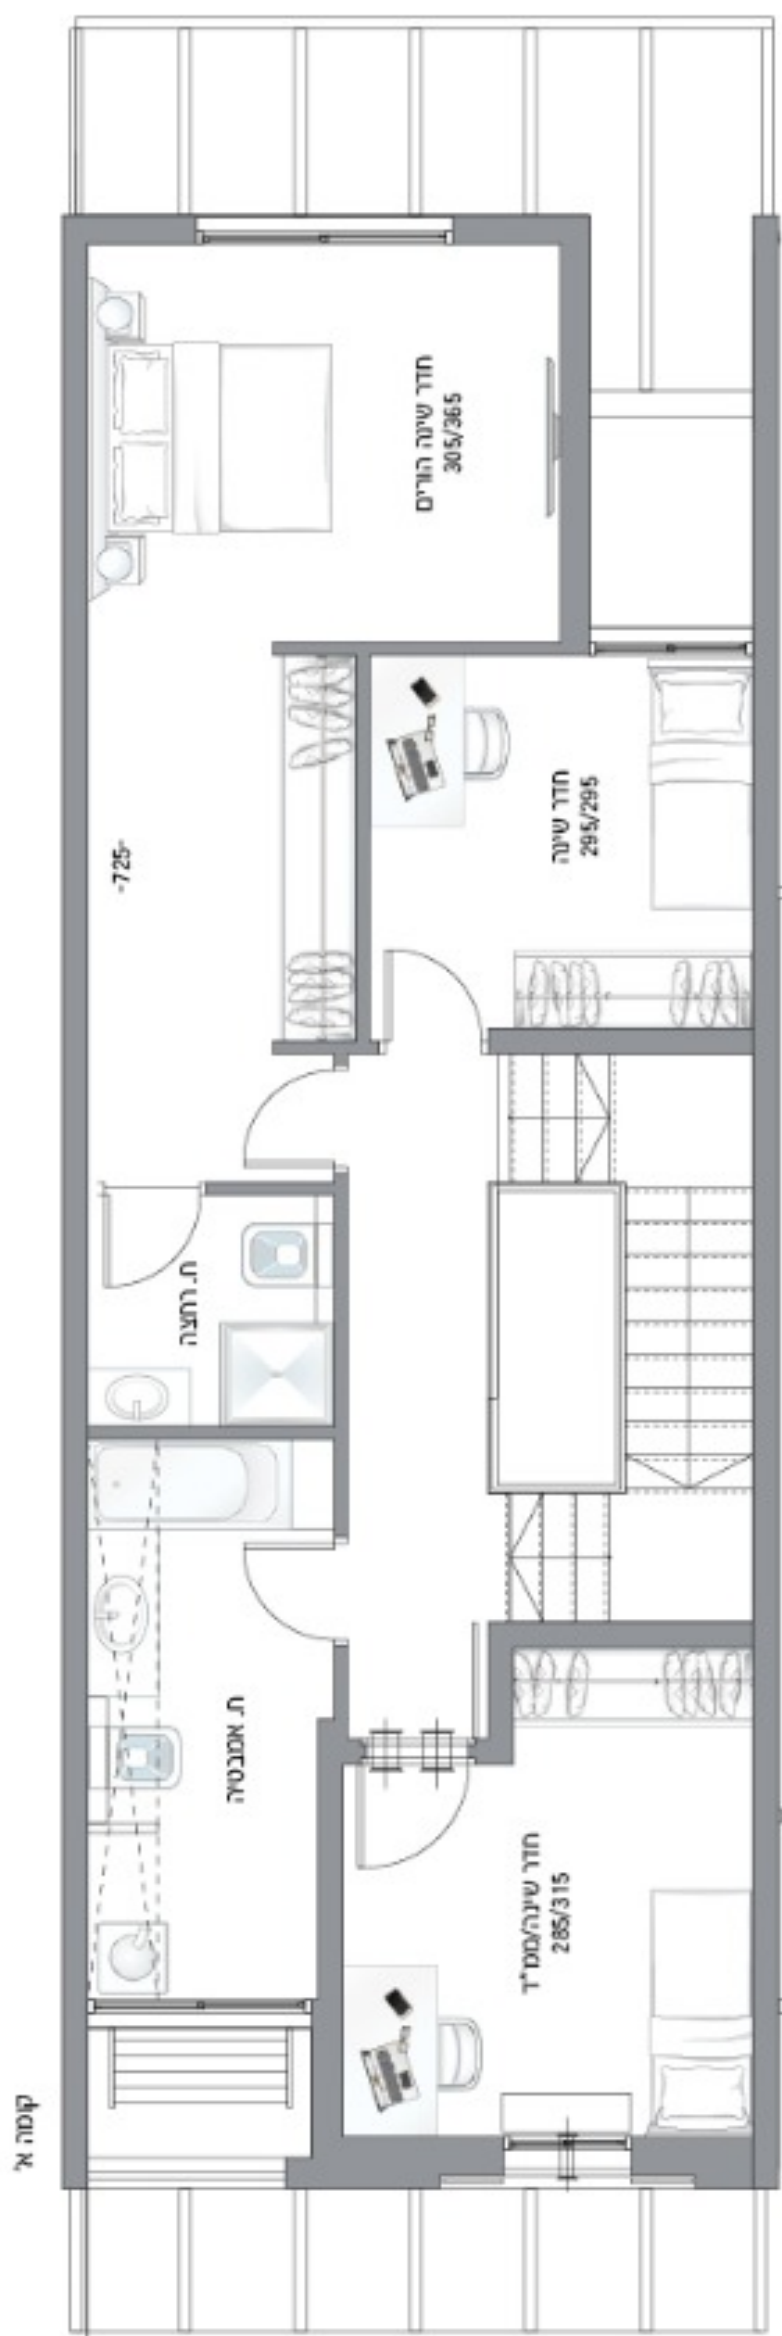 חדר שינה הורים
305/365
-725-
חדר שינה
295/295
ח. רחצה
ח. אמבטיה
חדר שינה/ממ"ד
285/315
קומה א'